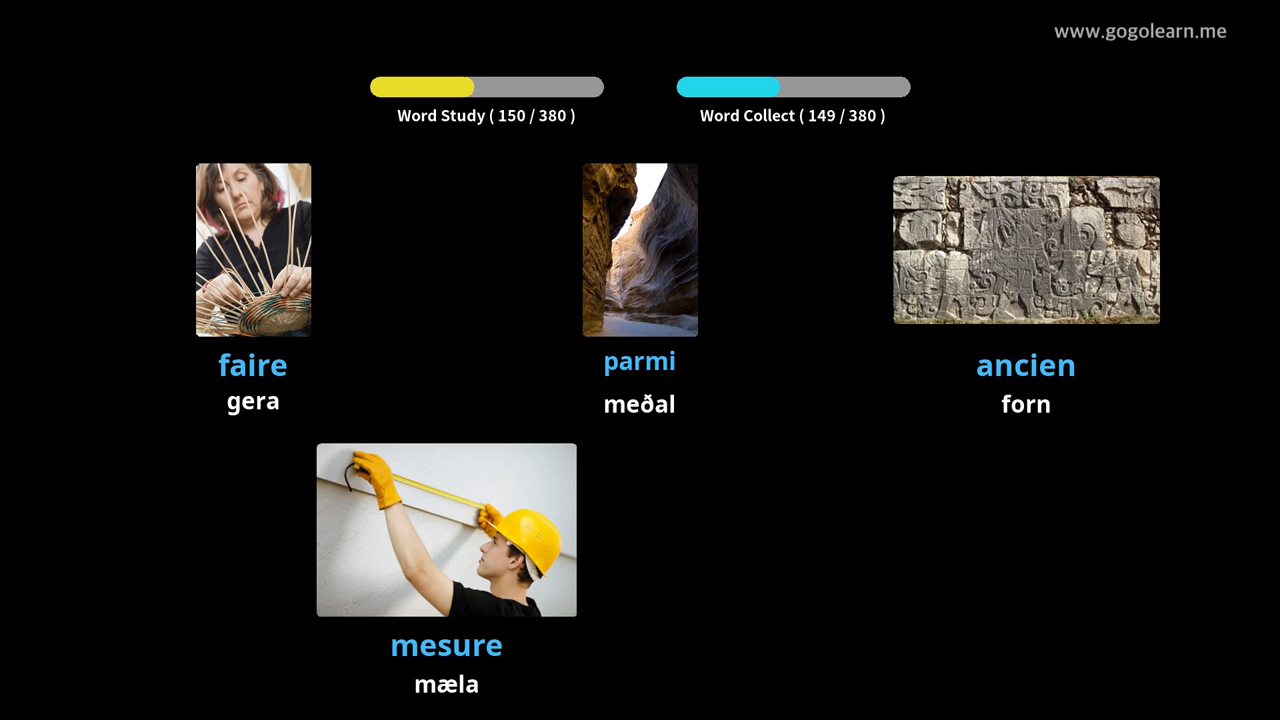 www.gogolearn.me
Word Study ( 150 / 380 )
Word Collect ( 149 / 380 )
faire
gera
parmi
meðal
ancien
forn
mesure
mæla